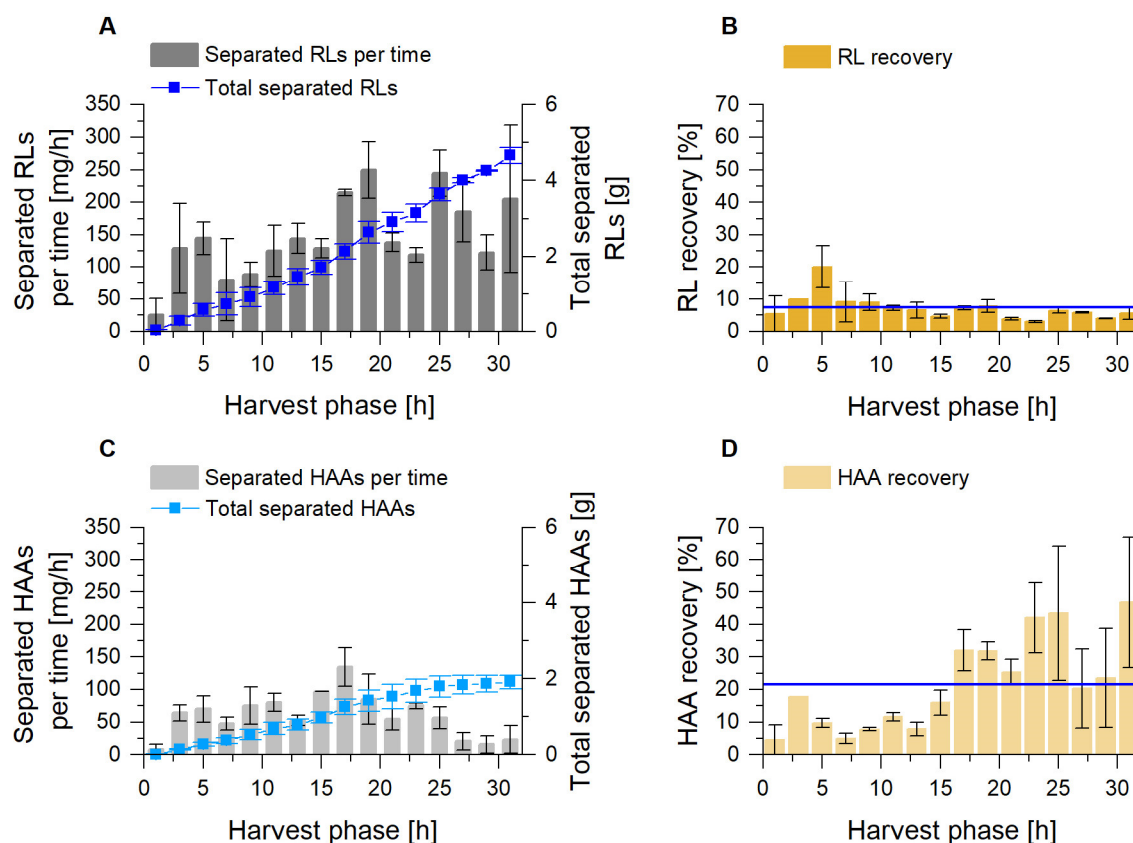 A
Separated RLs per time
Total separated RLs
350
300
250
200
150
100
50
0
Separated RLs
per time [mg/h]
6
4
2
0
Total separated
RLs [g]
0 5 10 15 20 25 30
Harvest phase [h]
B
RL recovery
70
60
50
40
30
20
10
0
RL recovery [%]
0 5 10 15 20 25 30
Harvest phase [h]
C
Separated HAAs per time
Total separated HAAs
350
300
250
200
150
100
50
0
Separated HAAs
per time [mg/h]
6
4
2
0
Total separated HAAs [g]
0 5 10 15 20 25 30
Harvest phase [h]
D
HAA recovery
70
60
50
40
30
20
10
0
HAA recovery [%]
0 5 10 15 20 25 30
Harvest phase [h]